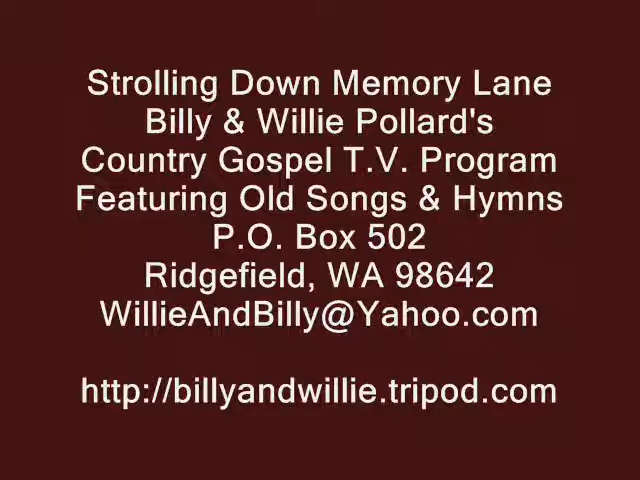 Strolling Down Memory Lane
Billy & Willie Pollard's
Country Gospel T.V. Program
Featuring Old Songs & Hymns
P.O. Box 502
Ridgefield, WA 98642
WillieAndBilly@Yahoo.com
http://billyandwillie.tripod.com